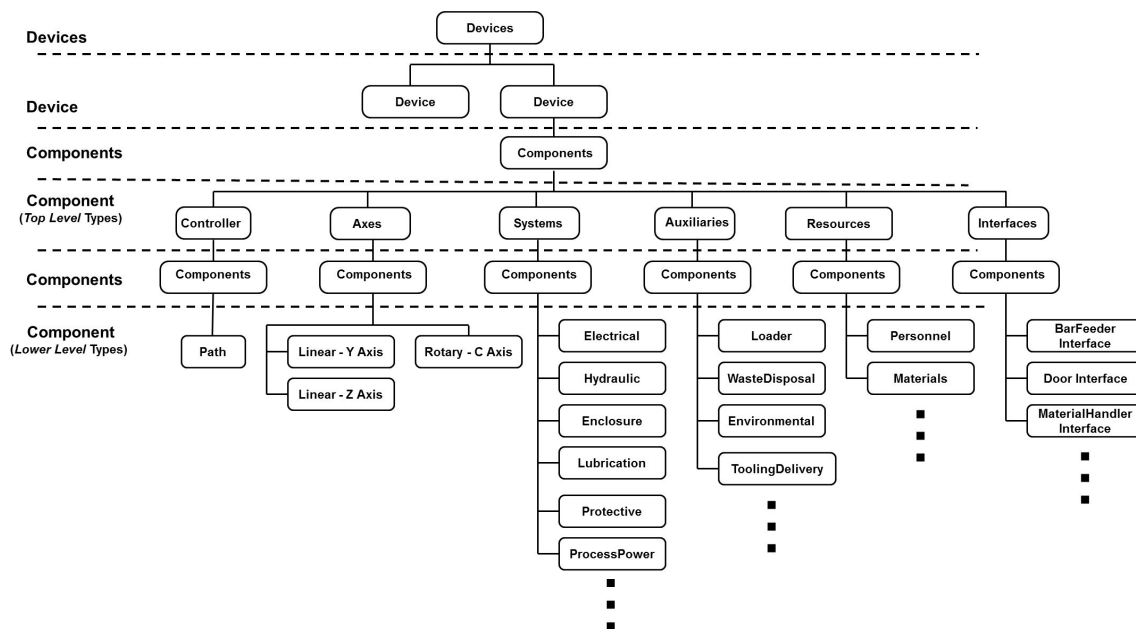 Devices
Devices
Device
Device
Device
Components
Components
Component
(Top Level Types)
Controller
Axes
Systems
Auxiliaries
Resources
Interfaces
Components
Components
Components
Components
Components
Components
Components
Component
(Lower Level Types)
Path
Linear - Y Axis
Rotary - C Axis
Linear - Z Axis
Electrical
Hydraulic
Enclosure
Lubrication
Protective
ProcessPower
Loader
WasteDisposal
Environmental
ToolingDelivery
Personnel
Materials
BarFeeder
Interface
Door Interface
MaterialHandler
Interface